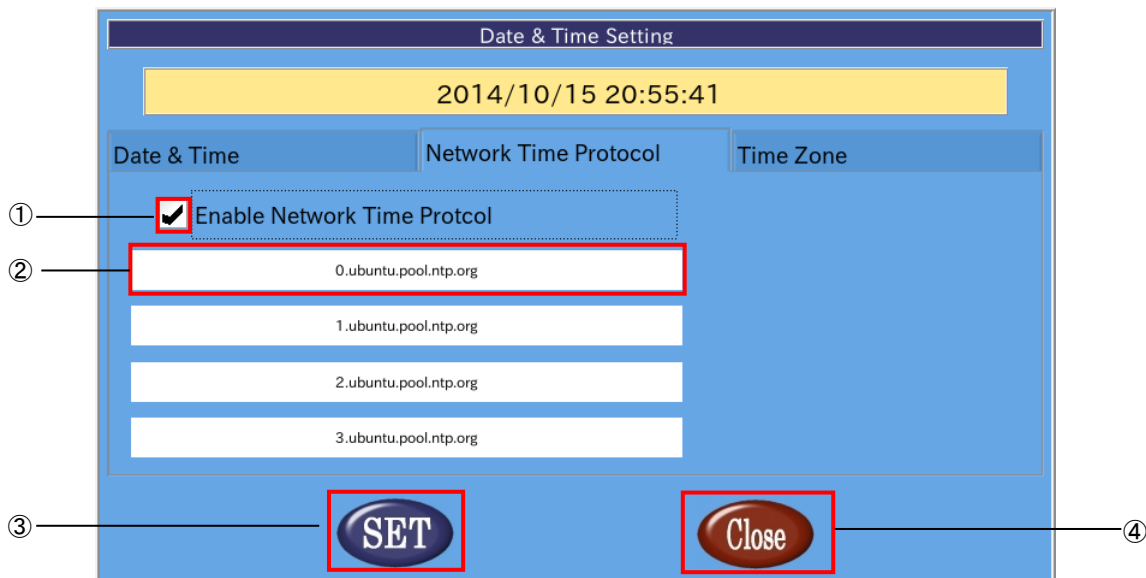 Date & Time Setting
2014/10/15 20:55:41
Date & Time
Network Time Protocol
Time Zone
① Enable Network Time Protcol
② 0.ubuntu.pool.ntp.org
1.ubuntu.pool.ntp.org
2.ubuntu.pool.ntp.org
3.ubuntu.pool.ntp.org
③ SET
Close ④